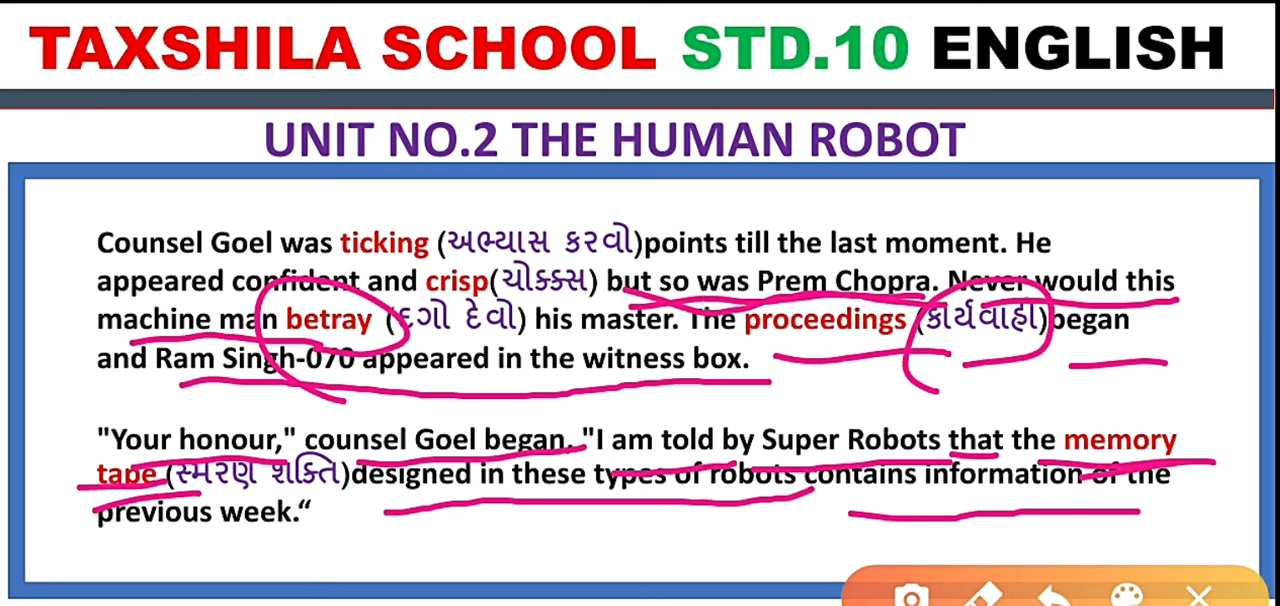 TAXSHILA SCHOOL STD.10 ENGLISH
UNIT NO.2 THE HUMAN ROBOT
Counsel Goel was ticking (અભ્યાસ કરવો)points till the last moment. He
appeared confident and crisp(ચોક્કસ) but so was Prem Chopra. Never would this
machine man betray (દગો દેવો) his master. The proceedings (કાર્યવાહી)began
and Ram Singh-070 appeared in the witness box.
"Your honour," counsel Goel began. "I am told by Super Robots that the memory
tape (સ્મરણ શક્તિ)designed in these types of robots contains information of the
previous week.“